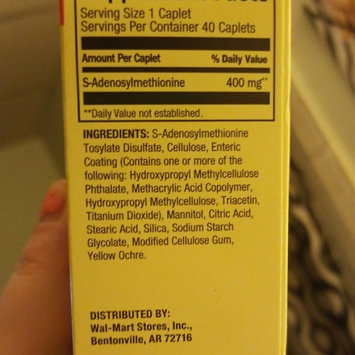 Serving Size 1 Caplet
Servings Per Container 40 Caplets
Amount Per Caplet % Daily Value
S-Adenosylmethionine 400 mg**
**Daily Value not established.
INGREDIENTS: S-Adenosylmethionine
Tosylate Disulfate, Cellulose, Enteric
Coating (Contains one or more of the
following: Hydroxypropyl Methylcellulose
Phthalate, Methacrylic Acid Copolymer,
Hydroxypropyl Methylcellulose, Triacetin,
Titanium Dioxide), Mannitol, Citric Acid,
Stearic Acid, Silica, Sodium Starch
Glycolate, Modified Cellulose Gum,
Yellow Ochre.
DISTRIBUTED BY:
Wal-Mart Stores, Inc.,
Bentonville, AR 72716